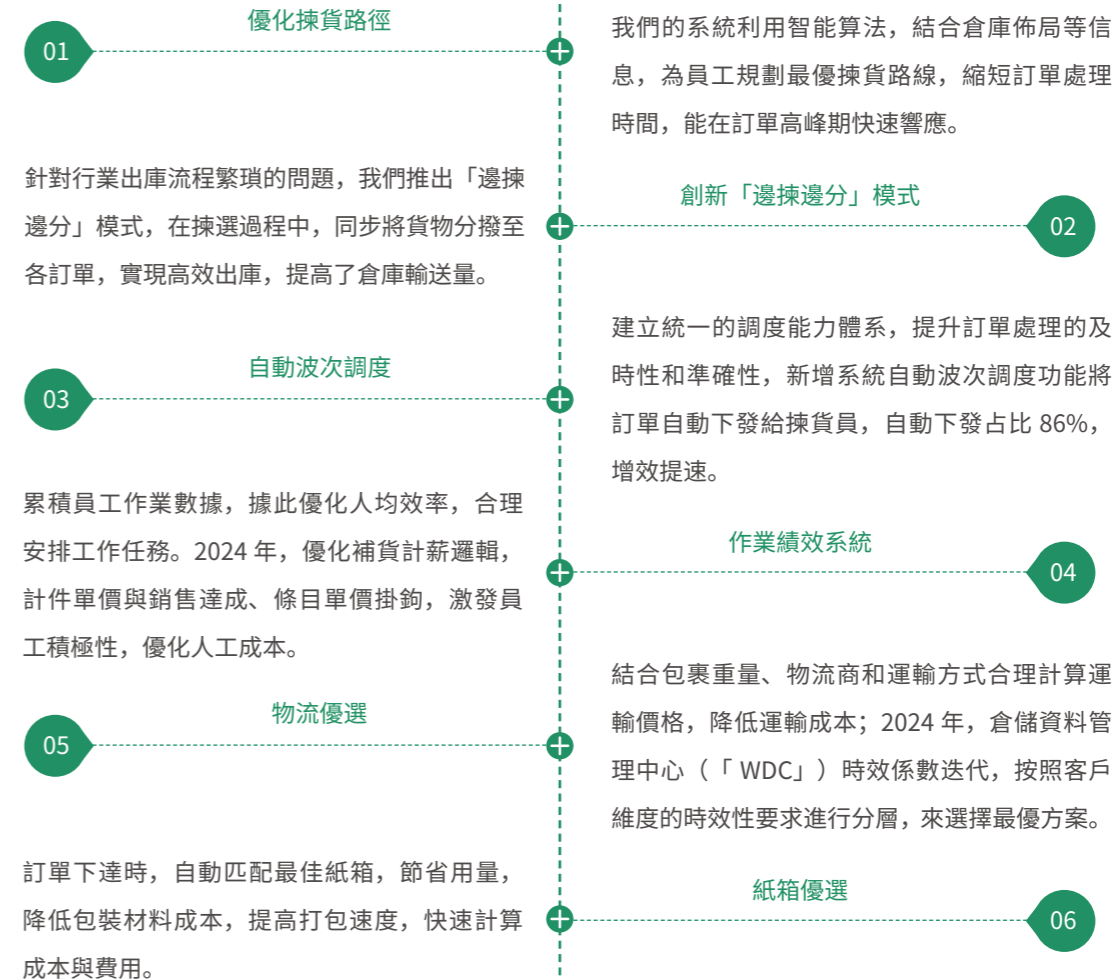 01
優化揀貨路徑
我們的系統利用智能算法，結合倉庫佈局等信
息，為員工規劃最優揀貨路線，縮短訂單處理
時間，能在訂單高峰期快速響應。
02
創新「邊揀邊分」模式
針對行業出庫流程繁瑣的問題，我們推出「邊揀
邊分」模式，在揀選過程中，同步將貨物分撥至
各訂單，實現高效出庫，提高了倉庫輸送量。
03
自動波次調度
建立統一的調度能力體系，提升訂單處理的及
時性和準確性，新增系統自動波次調度功能將
訂單自動下發給揀貨員，自動下發占比 86%，
增效提速。
04
作業績效系統
累積員工作業數據，據此優化人均效率，合理
安排工作任務。2024 年，優化補貨計薪邏輯，
計件單價與銷售達成、條目單價掛鉤，激發員
工積極性，優化人工成本。
05
物流優選
結合包裹重量、物流商和運輸方式合理計算運
輸價格，降低運輸成本；2024 年，倉儲資料管
理中心（「 WDC」）時效係數迭代，按照客戶
維度的時效性要求進行分層，來選擇最優方案。
06
紙箱優選
訂單下達時，自動匹配最佳紙箱，節省用量，
降低包裝材料成本，提高打包速度，快速計算
成本與費用。